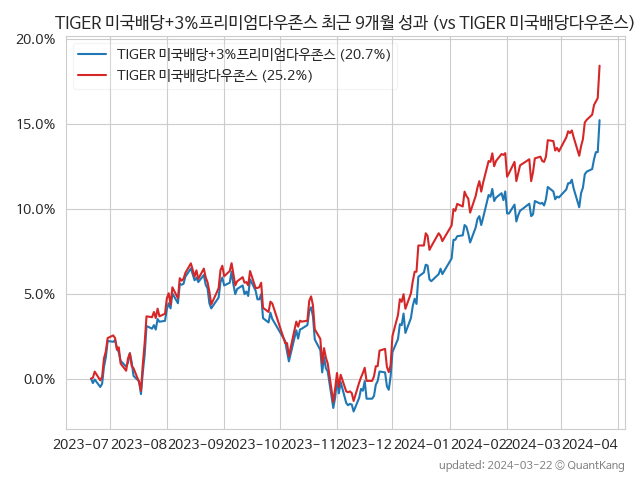 TIGER 미국배당+3%프리미엄다우존스 최근 9개월 성과 (vs TIGER 미국배당다우존스)
TIGER 미국배당+3%프리미엄다우존스 (20.7%)
TIGER 미국배당다우존스 (25.2%)
20.0%
15.0%
10.0%
5.0%
0.0%
2023-07 2023-08 2023-09 2023-10 2023-11 2023-12 2024-01 2024-02 2024-03 2024-04
updated: 2024-03-22 © QuantKang